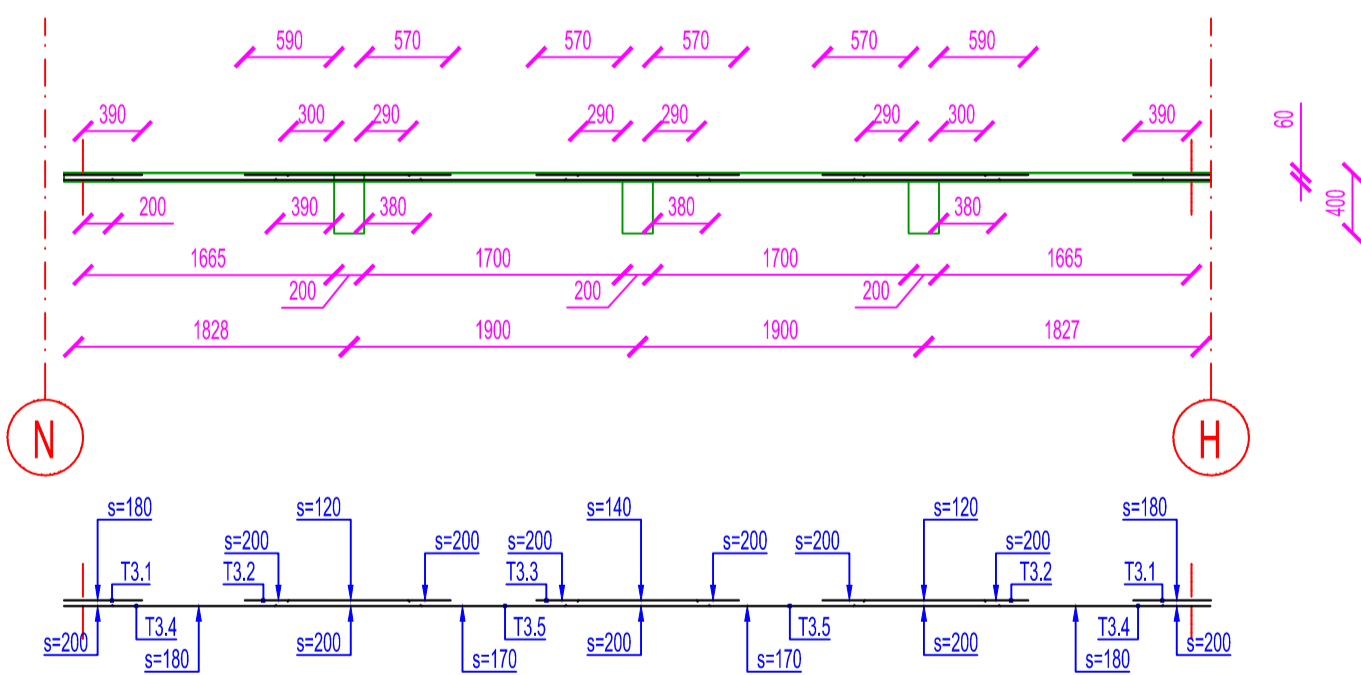 590 570 570 570 570 590
390 300 290 290 290 290 300 390
60
200 390 380 380 380
400
1665 1700 1700 1665
200 200 200
1828 1900 1900 1827
N H
s=180 s=120 s=140 s=120 s=180
s=200 s=200 s=200 s=200 s=200 s=200
T3.1 T3.2 T3.3 T3.2 T3.1
T3.4 T3.5 T3.5 T3.4
s=200 s=200 s=200 s=200 s=200
s=180 s=170 s=170 s=180